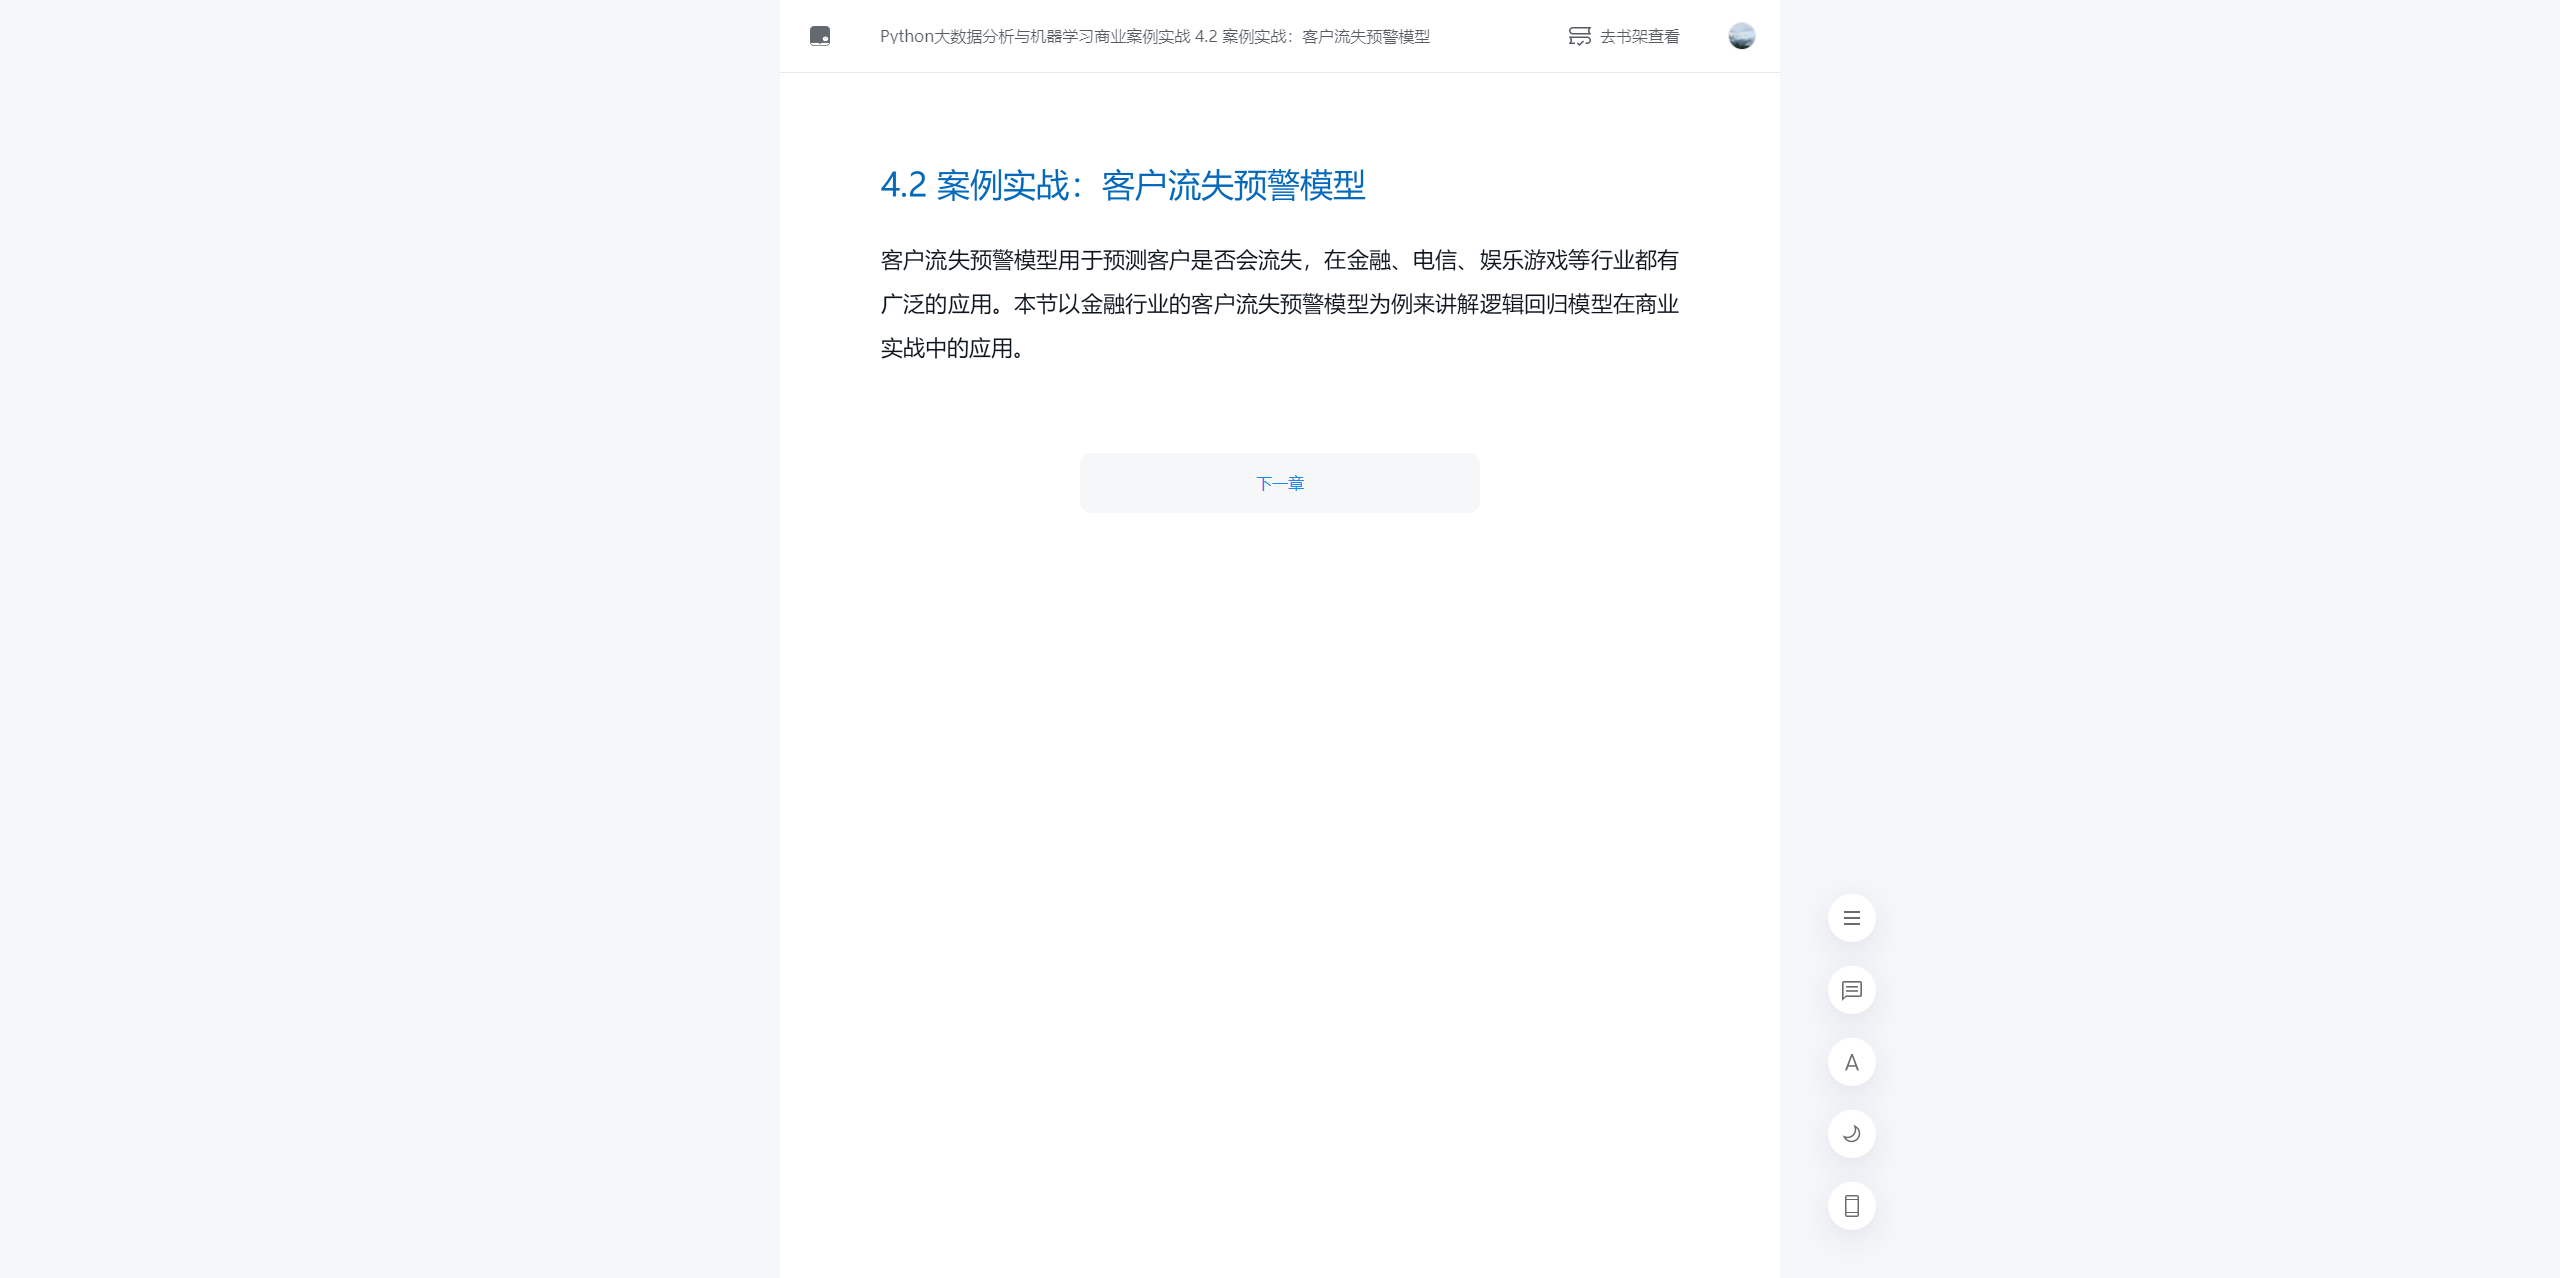 Python大数据分析与机器学习商业案例实战 4.2 案例实战：客户流失预警模型
去书架查看
4.2 案例实战：客户流失预警模型
客户流失预警模型用于预测客户是否会流失，在金融、电信、娱乐游戏等行业都有
广泛的应用。本节以金融行业的客户流失预警模型为例来讲解逻辑回归模型在商业
实战中的应用。
下一章
A